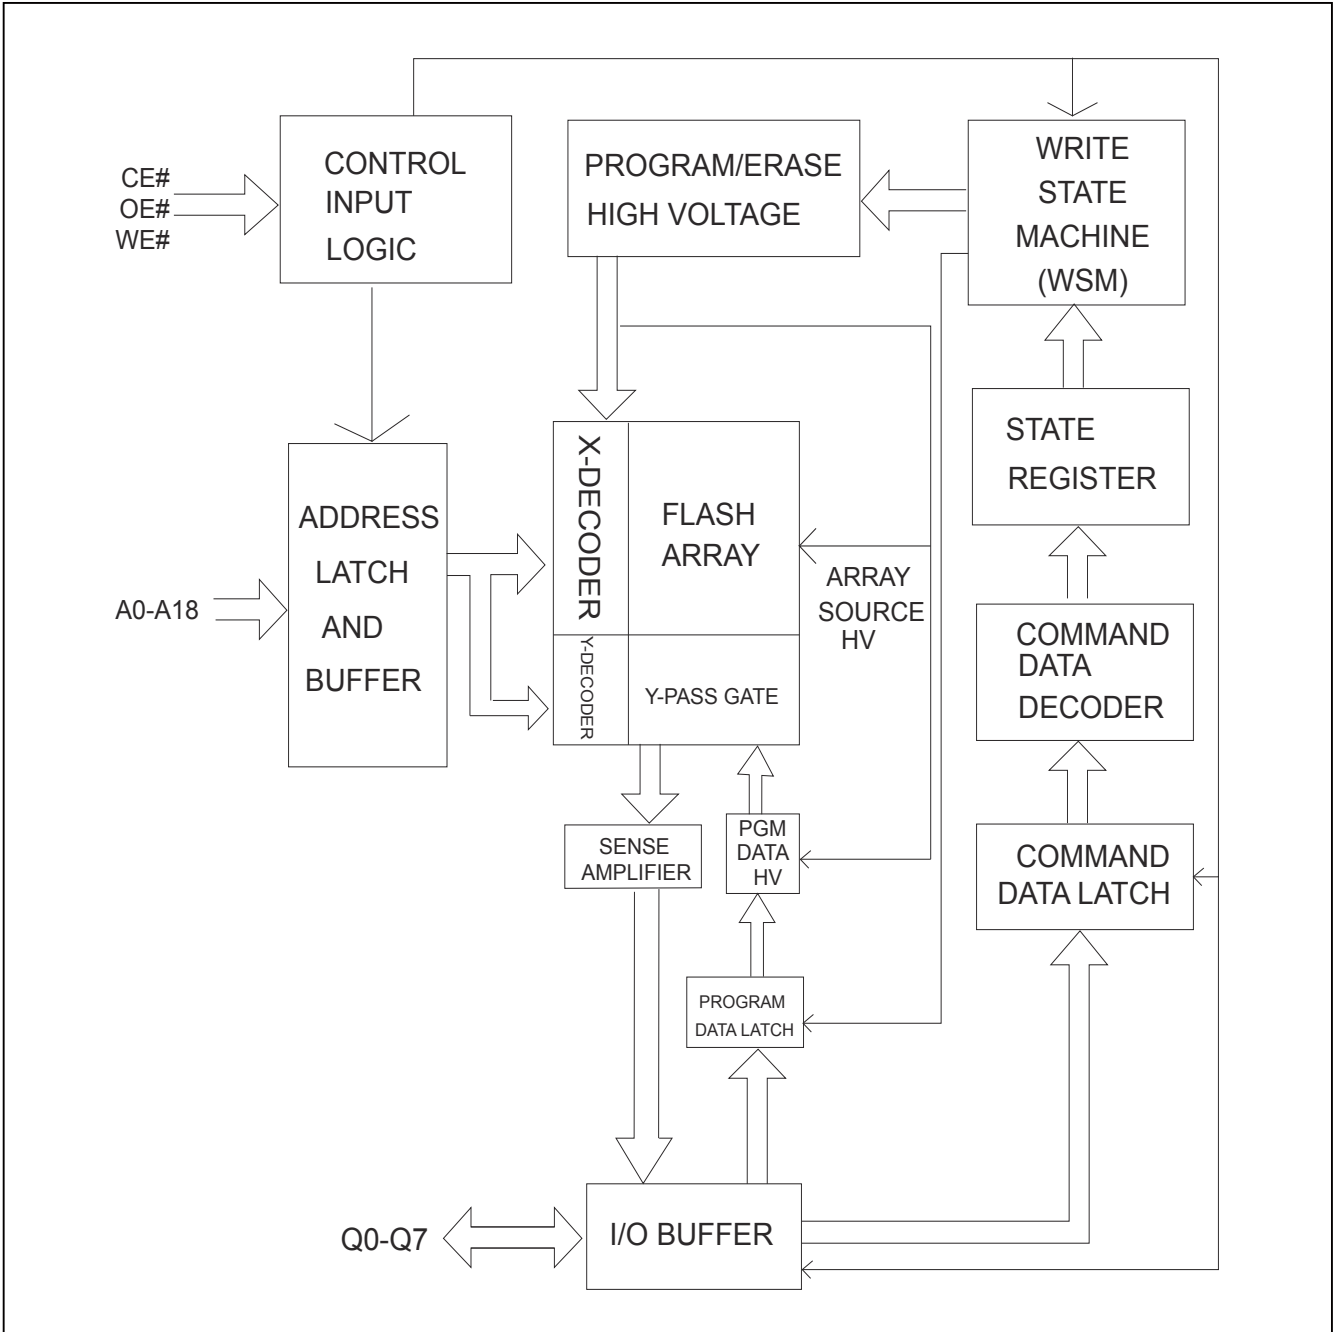 CONTROL
INPUT
LOGIC
CE#
OE#
WE#
PROGRAM/ERASE
HIGH VOLTAGE
WRITE
STATE
MACHINE
(WSM)
STATE
REGISTER
ADDRESS
LATCH
AND
BUFFER
A0-A18
X-DECODER
FLASH
ARRAY
ARRAY
SOURCE
HV
Y-DECODER
Y-PASS GATE
COMMAND
DATA
DECODER
SENSE
AMPLIFIER
PGM
DATA
HV
COMMAND
DATA LATCH
PROGRAM
DATA LATCH
Q0-Q7
I/O BUFFER